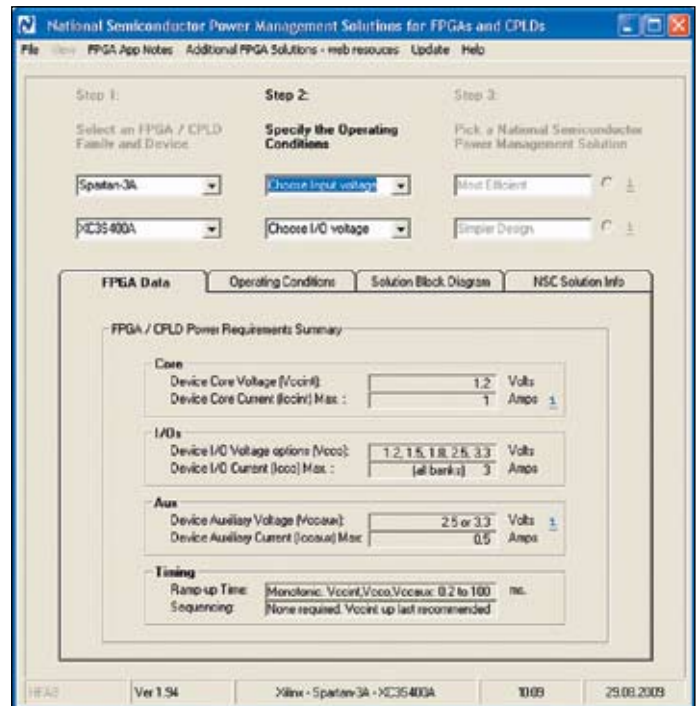 National Semiconductor Power Management Solutions for FPGAs and CPLDs
File View FPGA App Notes Additional FPGA Solutions - web resouces Update Help
Step 1: Step 2: Step 3:
Select an FPGA / CPLD Family and Device
Specify the Operating Conditions
Pick a National Semiconductor Power Management Solution
Spartan-3A Choose Input voltage Most Efficient 1
XC3S400A Choose I/O voltage Simpler Design 1
FPGA Data Operating Conditions Solution Block Diagram NSC Solution Info
FPGA / CPLD Power Requirements Summary
Core
Device Core Voltage (Vccint): 1,2 Volts
Device Core Current (Iccint) Max. : 1 Amps 1
I/Os
Device I/O Voltage options (Vcco): 1.2, 1.5, 1.8, 2.5, 3.3 Volts
Device I/O Current (Icco) Max. : (all banks) 3 Amps
Aux
Device Auxiliary Voltage (Vccaux): 2.5 or 3.3 Volts 1
Device Auxiliary Current (Iccaux) Max: 0,5 Amps
Timing
Ramp-up Time: Monotonic. Vccint,Vcco,Vccaux: 0.2 to 100 ms.
Sequencing: None required. Vccint up last recommended
Ver 1.94 Xilinx - Spartan-3A - XC3S400A 10:09 29.08.2009